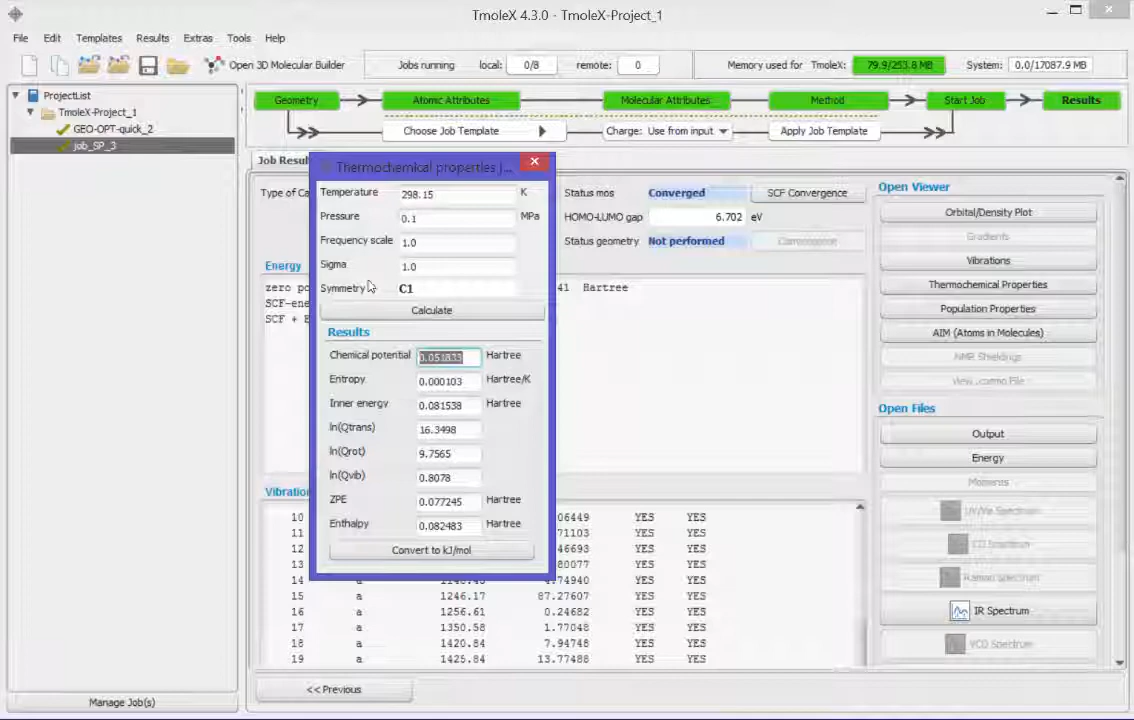 TmoleX 4.3.0 - TmoleX-Project_1
File Edit Templates Results Extras Tools Help
Open 3D Molecular Builder Jobs running local: 0/8 remote: 0 Memory used for TmoleX: 79.9/253.8 MB System: 0.0/17087.9 MB
ProjectList
TmoleX-Project_1
GEO-OPT-quick_2
job_SP_3
Manage Job(s)
Geometry Atomic Attributes Molecular Attributes Method Start Job Results
Choose Job Template Charge: Use from input Apply Job Template
Job Resul
Type of Ca
Status mos Converged SCF Convergence
HOMO-LUMO gap 6.702 eV
Status geometry Not performed Convergence
Energy
zero po 41 Hartree
SCF-ene
SCF + E
Thermochemical properties j...
Temperature 298.15 K
Pressure 0.1 MPa
Frequency scale 1.0
Sigma 1.0
Symmetry C1
Calculate
Results
Chemical potential 0.051833 Hartree
Entropy 0.000103 Hartree/K
Inner energy 0.081538 Hartree
ln(Qtrans) 16.3498
ln(Qrot) 9.7565
ln(Qvib) 0.8078
ZPE 0.077245 Hartree
Enthalpy 0.082483 Hartree
Convert to kJ/mol
Vibration
10 06449 YES YES
11 71103 YES YES
12 46693 YES YES
13 80077 YES YES
14 a 4.74940 YES YES
15 a 1246.17 87.27607 YES YES
16 a 1256.61 0.24682 YES YES
17 a 1350.58 1.77048 YES YES
18 a 1420.84 7.94748 YES YES
19 a 1425.84 13.77488 YES YES
<< Previous
Open Viewer
Orbital/Density Plot
Gradients
Vibrations
Thermochemical Properties
Population Properties
AIM (Atoms in Molecules)
NMR Shieldings
View .cosmo File
Open Files
Output
Energy
Moments
UV/Vis Spectrum
CD Spectrum
Raman Spectrum
IR Spectrum
VCD Spectrum